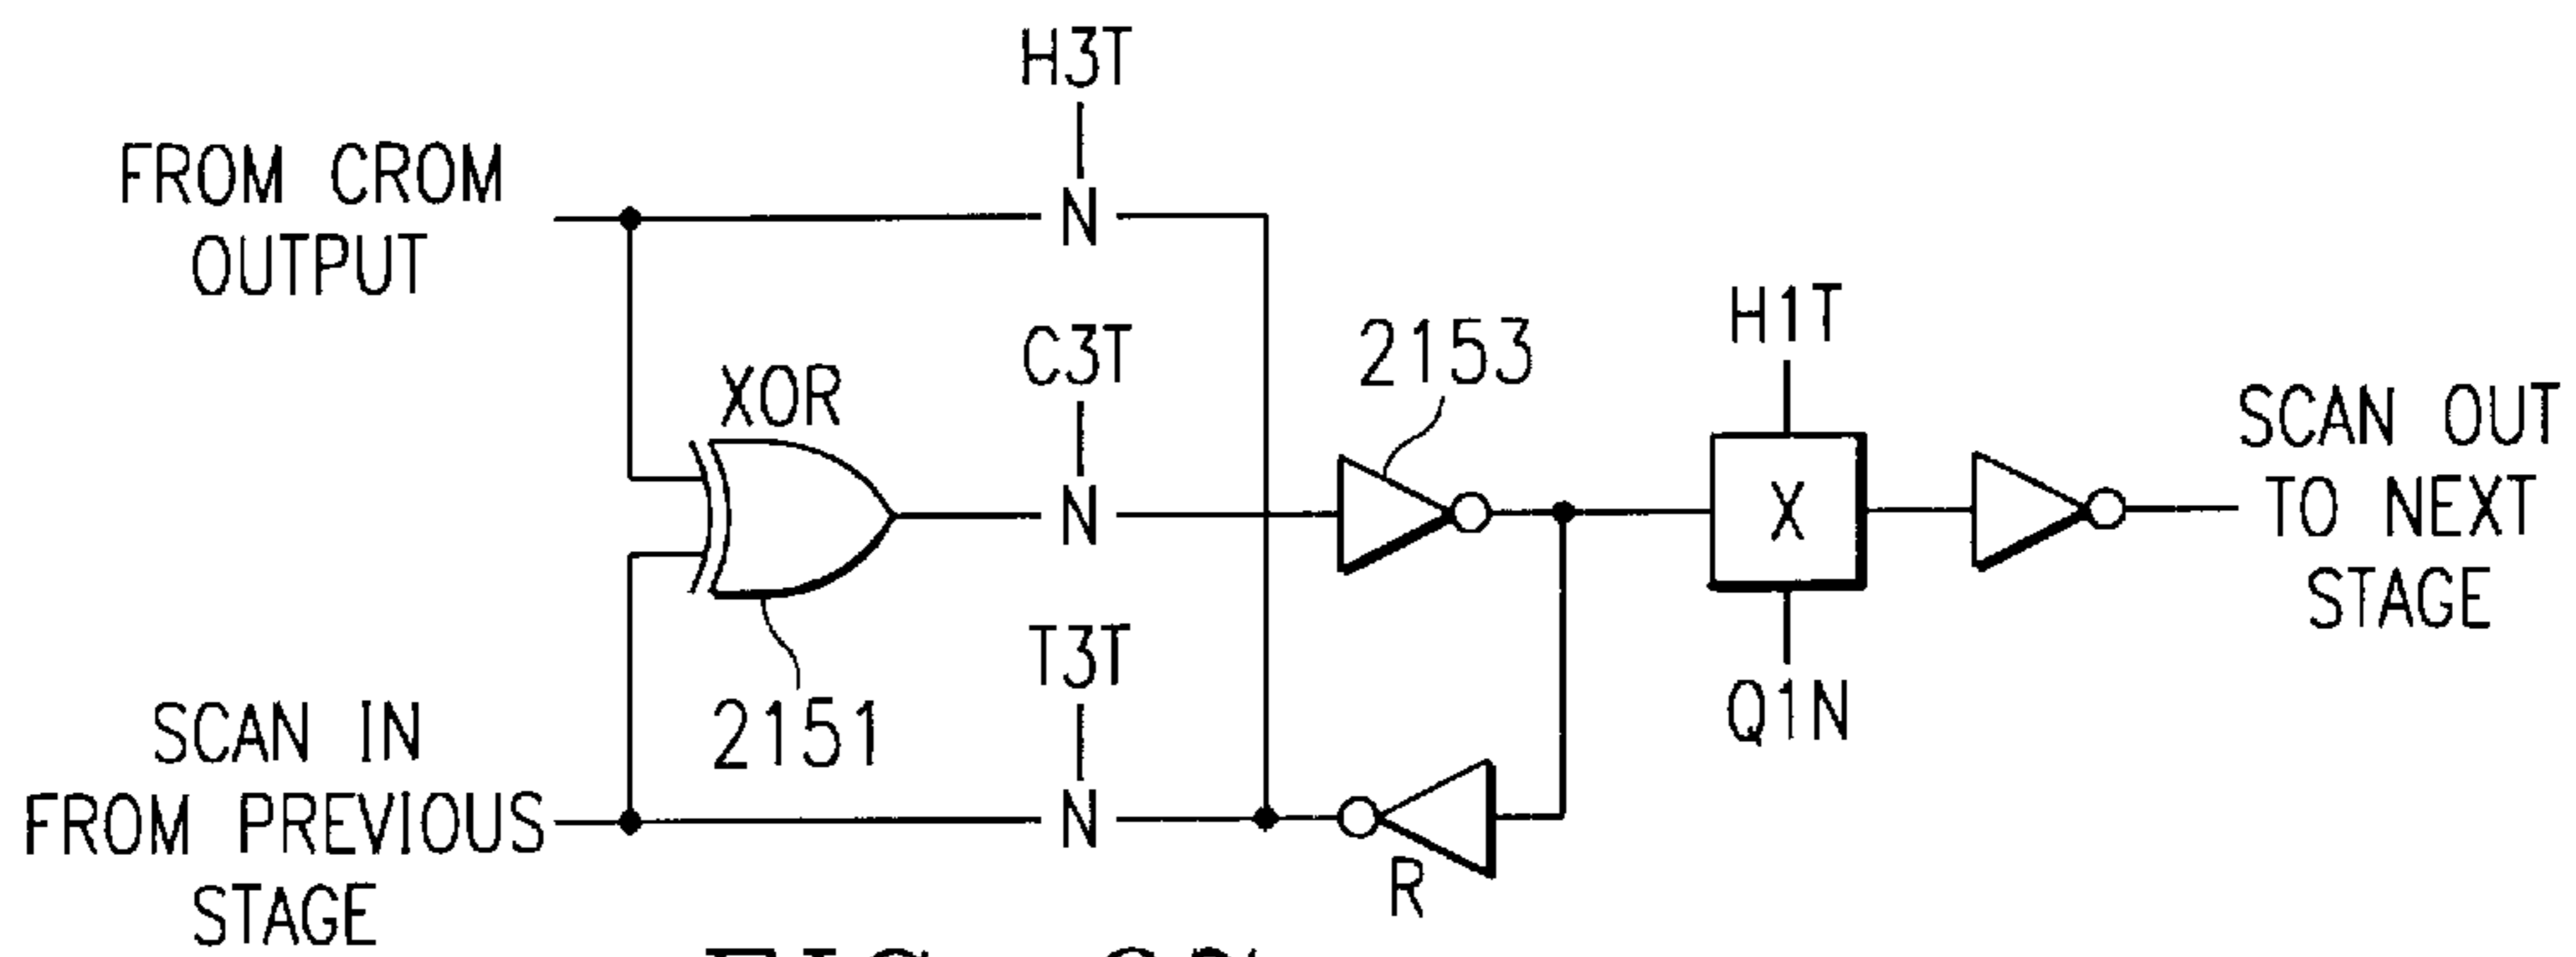 H3T
FROM CROM
OUTPUT
N
C3T
XOR
N
2153
H1T
X
Q1N
SCAN OUT
TO NEXT
STAGE
2151
T3T
SCAN IN
FROM PREVIOUS
STAGE
N
R